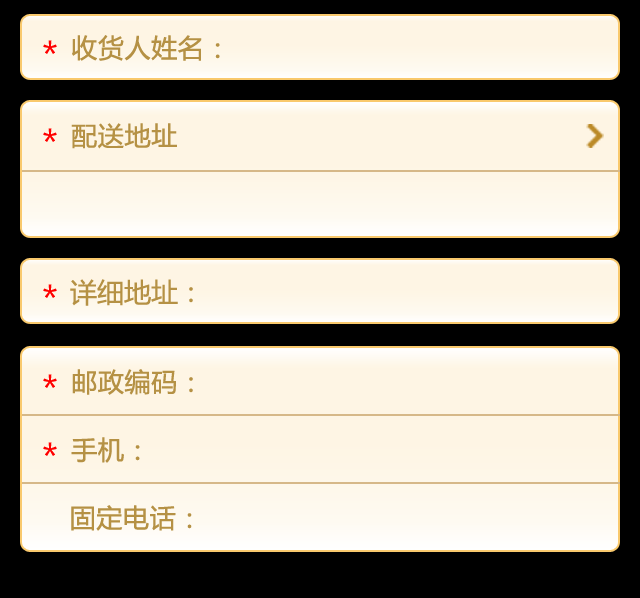 * 收货人姓名：
* 配送地址
* 详细地址：
* 邮政编码：
* 手机：
固定电话：